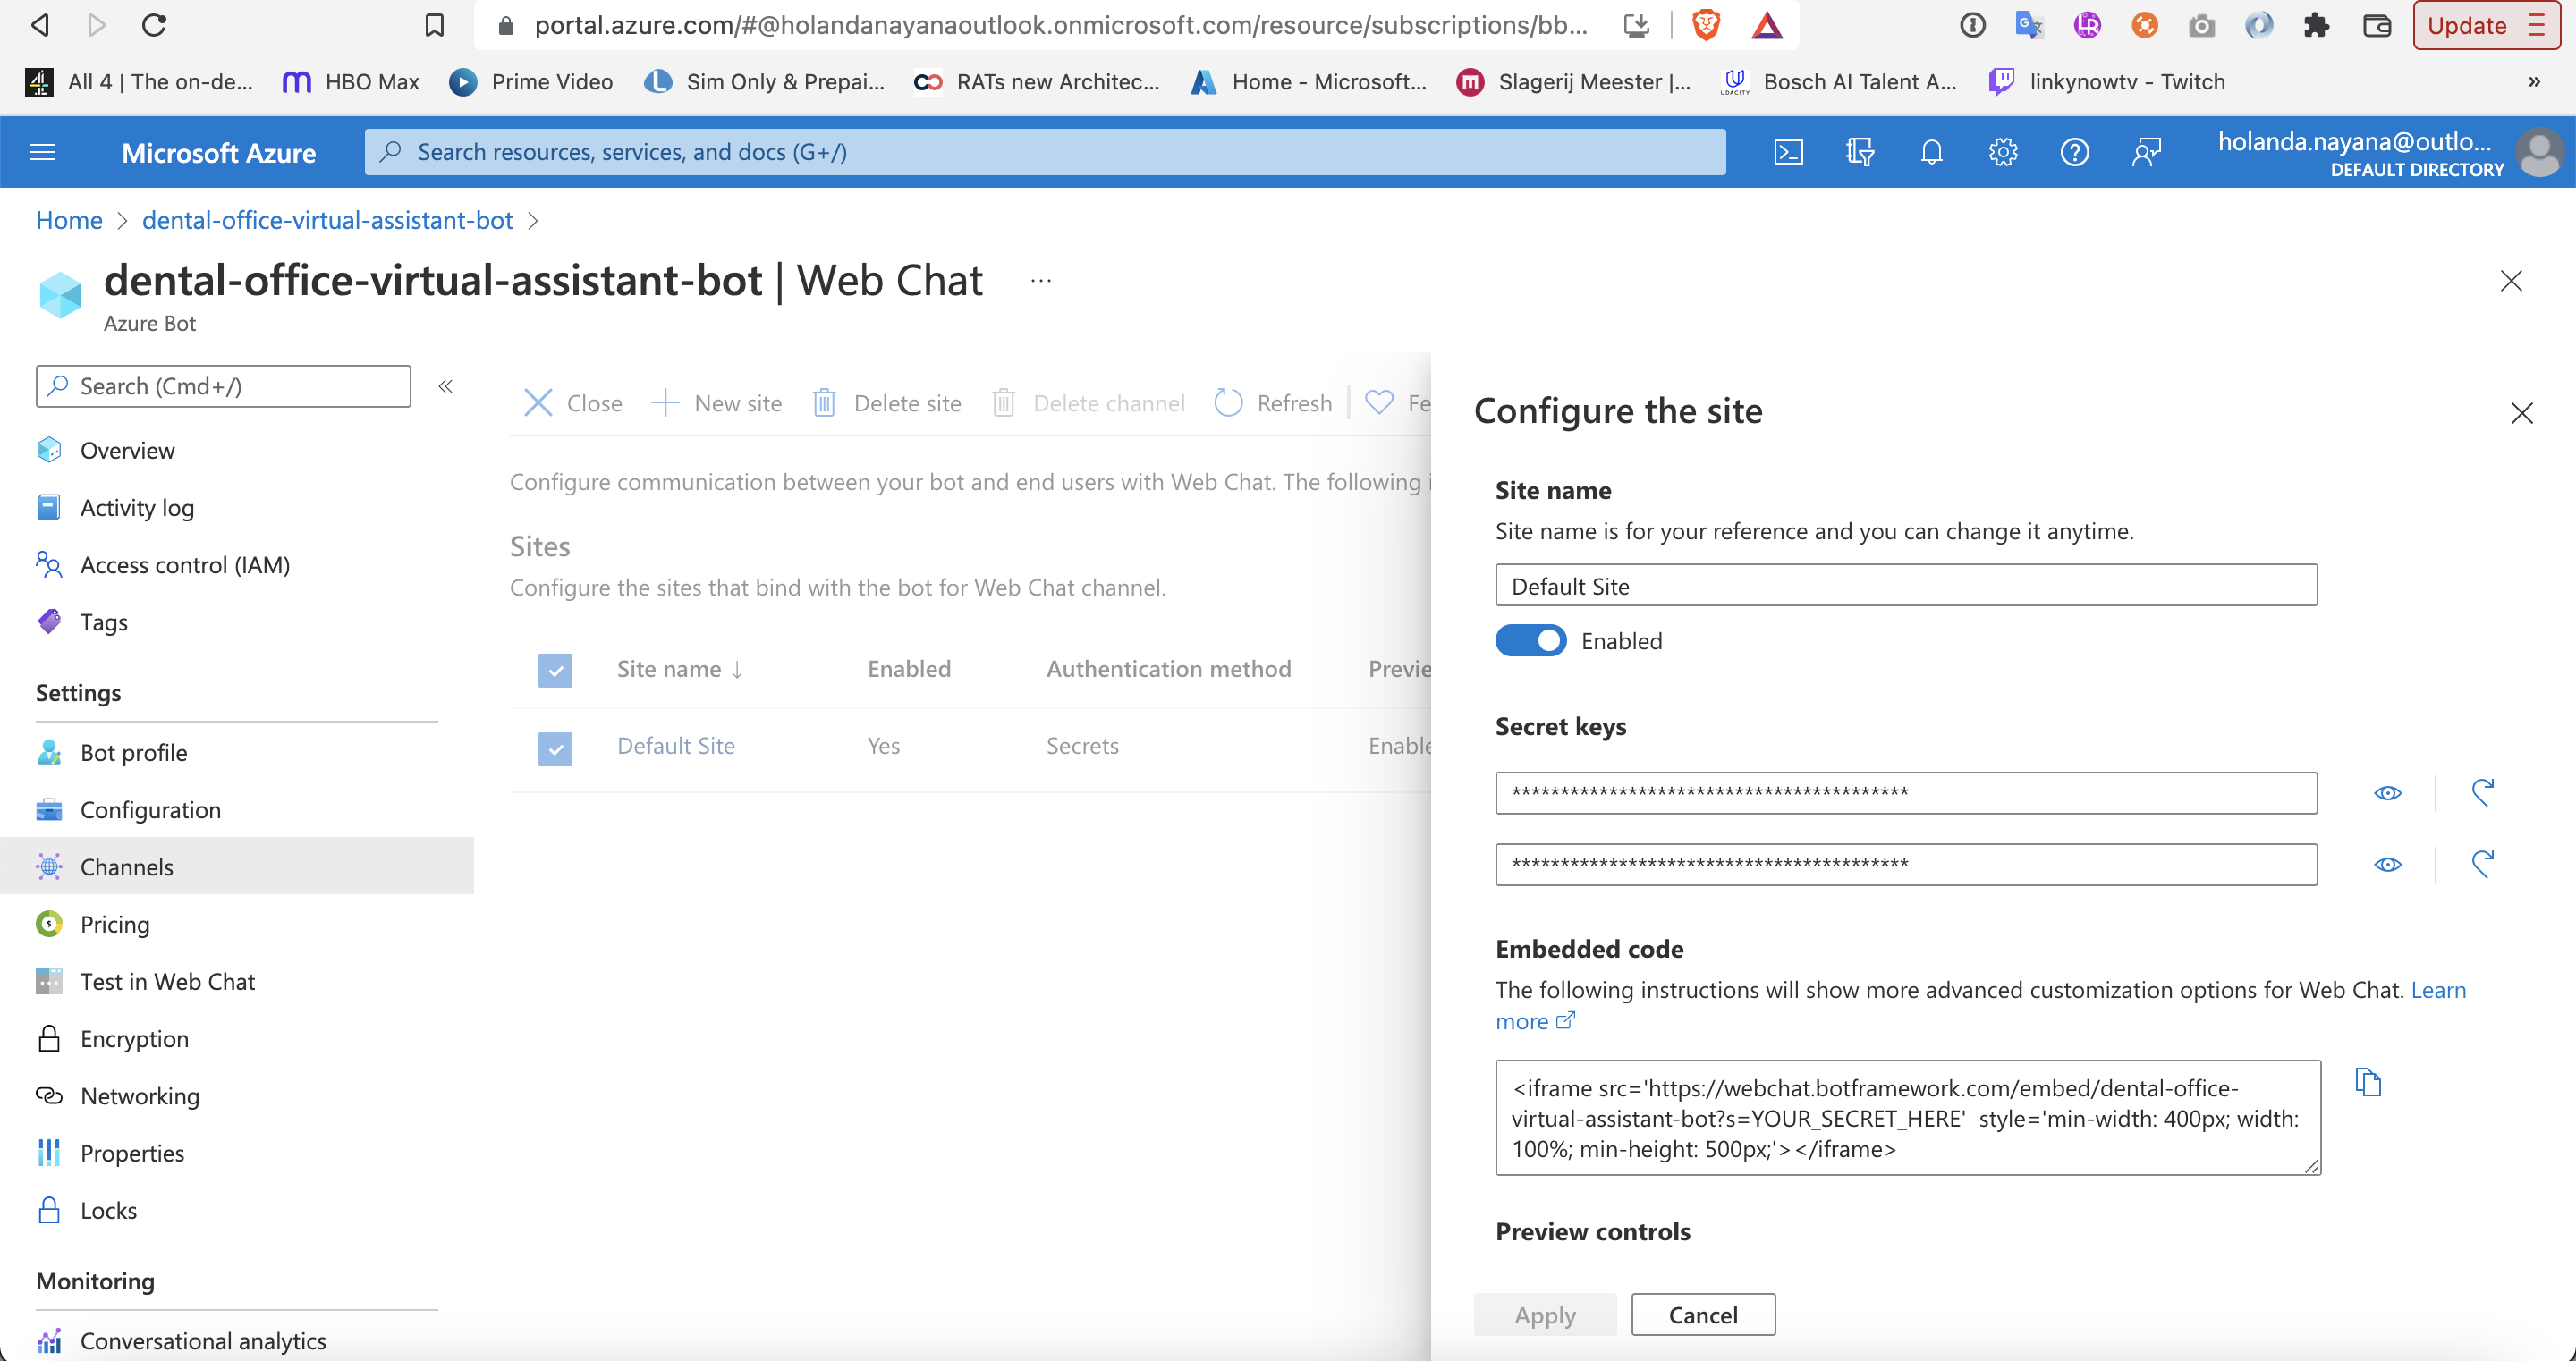 portal.azure.com/#@holandanayanaoutlook.onmicrosoft.com/resource/subscriptions/bb...
Update
All 4 | The on-de...
HBO Max
Prime Video
Sim Only & Prepai...
RATs new Architec...
Home - Microsoft...
Slagerij Meester |...
UDACITY
Bosch AI Talent A...
linkynowtv - Twitch
»
Microsoft Azure
Search resources, services, and docs (G+/)
holanda.nayana@outlo...
DEFAULT DIRECTORY
Home > dental-office-virtual-assistant-bot >
dental-office-virtual-assistant-bot | Web Chat ...
Azure Bot
Search (Cmd+/)
«
Overview
Activity log
Access control (IAM)
Tags
Settings
Bot profile
Configuration
Channels
Pricing
Test in Web Chat
Encryption
Networking
Properties
Locks
Monitoring
Conversational analytics
Close
New site
Delete site
Delete channel
Refresh
Fe
Configure communication between your bot and end users with Web Chat. The following i
Sites
Configure the sites that bind with the bot for Web Chat channel.
Site name ↓ Enabled Authentication method Previe
Default Site Yes Secrets Enable
Configure the site
Site name
Site name is for your reference and you can change it anytime.
Default Site
Enabled
Secret keys
*****************************************
*****************************************
Embedded code
The following instructions will show more advanced customization options for Web Chat. Learn
more
<iframe src='https://webchat.botframework.com/embed/dental-office-
virtual-assistant-bot?s=YOUR_SECRET_HERE'  style='min-width: 400px; width:
100%; min-height: 500px;'></iframe>
Preview controls
Apply
Cancel